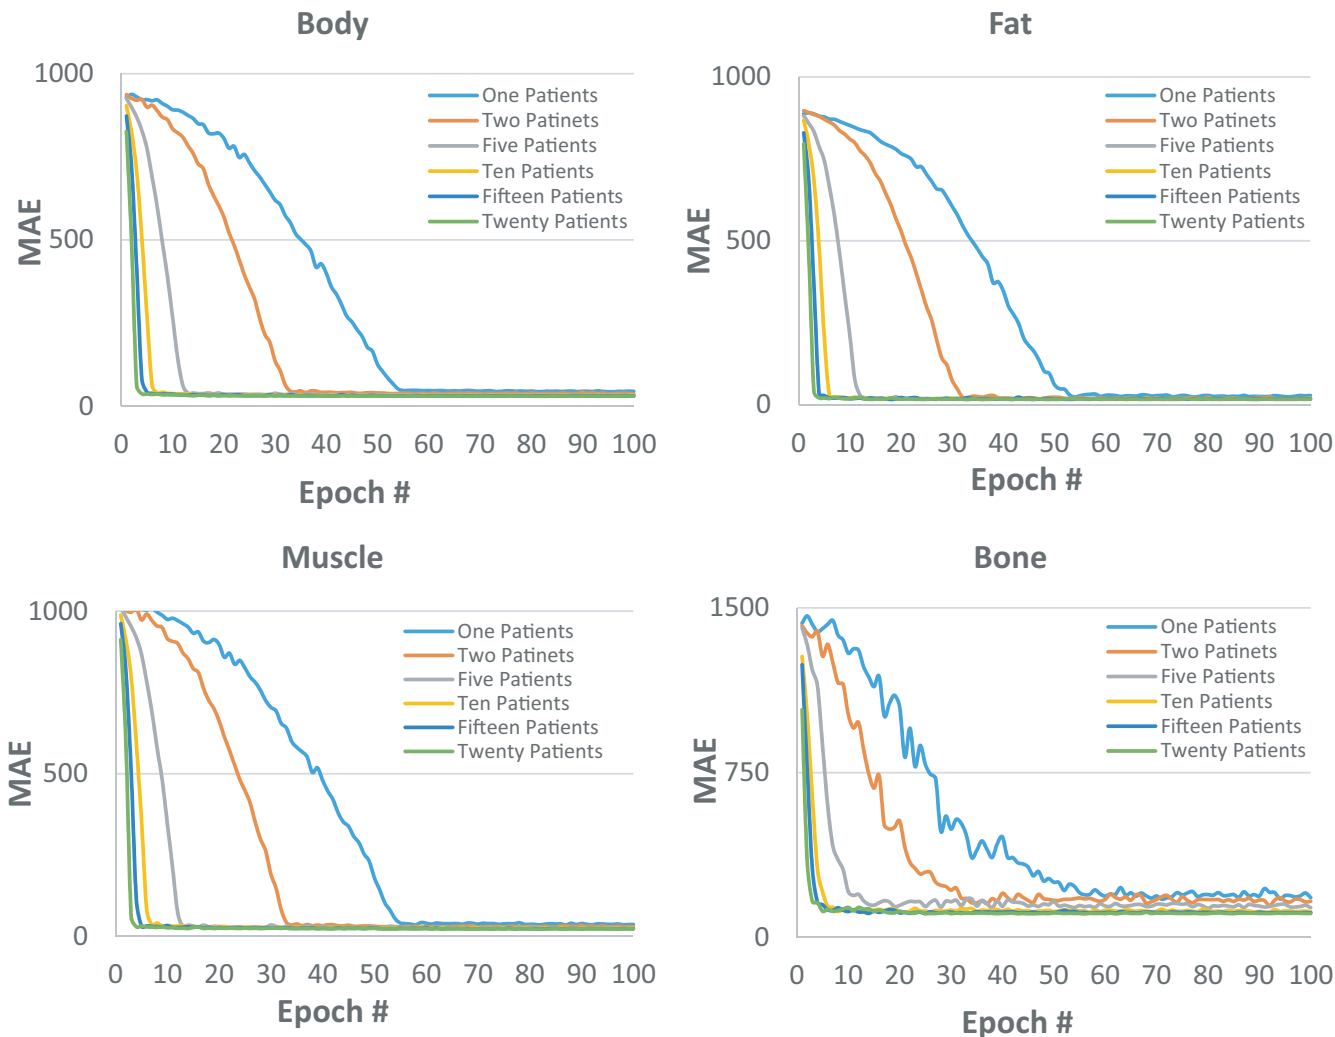 Body
1000
500
0
MAE
0 10 20 30 40 50 60 70 80 90 100
Epoch #
One Patients
Two Patinets
Five Patients
Ten Patients
Fifteen Patients
Twenty Patients
Fat
1000
500
0
MAE
0 10 20 30 40 50 60 70 80 90 100
Epoch #
One Patients
Two Patinets
Five Patients
Ten Patients
Fifteen Patients
Twenty Patients
Muscle
1000
500
0
MAE
0 10 20 30 40 50 60 70 80 90 100
Epoch #
One Patients
Two Patinets
Five Patients
Ten Patients
Fifteen Patients
Twenty Patients
Bone
1500
750
0
MAE
0 10 20 30 40 50 60 70 80 90 100
Epoch #
One Patients
Two Patinets
Five Patients
Ten Patients
Fifteen Patients
Twenty Patients